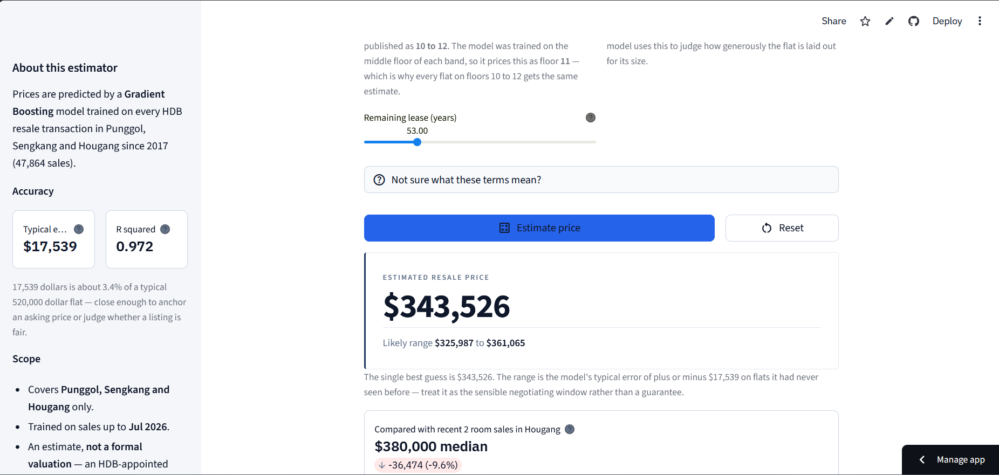 Share
Deploy
About this estimator
Prices are predicted by a Gradient
Boosting model trained on every HDB
resale transaction in Punggol,
Sengkang and Hougang since 2017
(47,864 sales).
Accuracy
Typical e...
$17,539
R squared
0.972
17,539 dollars is about 3.4% of a typical
520,000 dollar flat — close enough to anchor
an asking price or judge whether a listing is
fair.
Scope
• Covers Punggol, Sengkang and
Hougang only.
• Trained on sales up to Jul 2026.
• An estimate, not a formal
valuation — an HDB-appointed
published as 10 to 12. The model was trained on the
middle floor of each band, so it prices this as floor 11 —
which is why every flat on floors 10 to 12 gets the same
estimate.
model uses this to judge how generously the flat is laid out
for its size.
Remaining lease (years)
53.00
Not sure what these terms mean?
Estimate price
Reset
ESTIMATED RESALE PRICE
$343,526
Likely range $325,987 to $361,065
The single best guess is $343,526. The range is the model's typical error of plus or minus $17,539 on flats it had never
seen before — treat it as the sensible negotiating window rather than a guarantee.
Compared with recent 2 room sales in Hougang
$380,000 median
↓ -36,474 (-9.6%)
Manage app